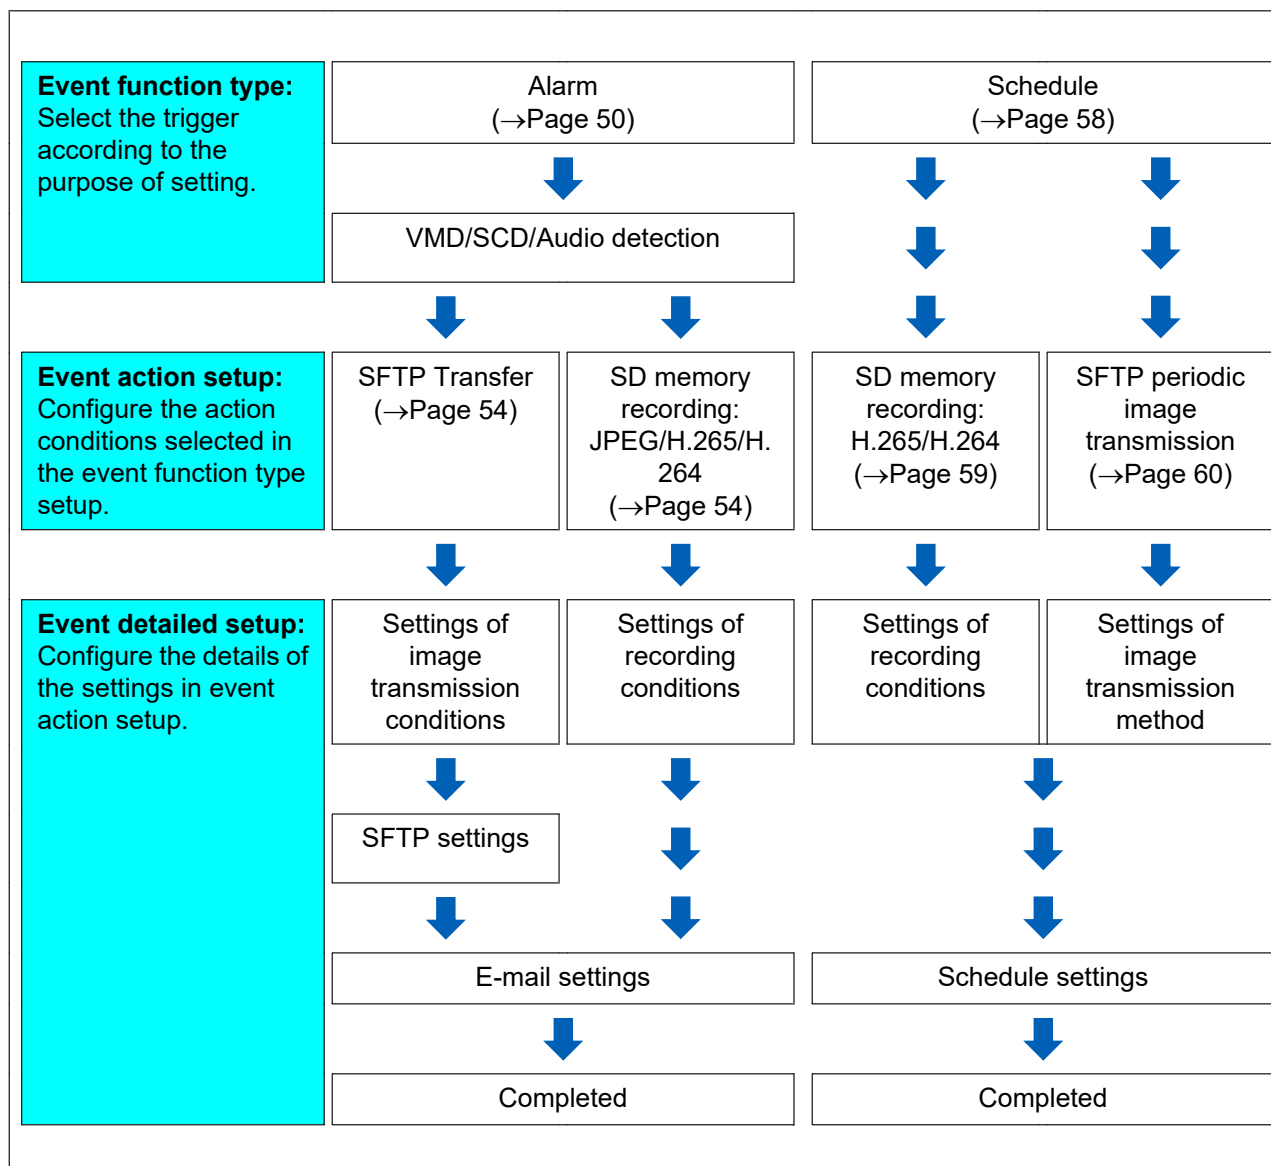 Event function type:
Select the trigger
according to the
purpose of setting.
Alarm
(→Page 50)
Schedule
(→Page 58)
VMD/SCD/Audio detection
Event action setup:
Configure the action
conditions selected in
the event function type
setup.
SFTP Transfer
(→Page 54)
SD memory
recording:
JPEG/H.265/H.
264
(→Page 54)
SD memory
recording:
H.265/H.264
(→Page 59)
SFTP periodic
image
transmission
(→Page 60)
Event detailed setup:
Configure the details of
the settings in event
action setup.
Settings of
image
transmission
conditions
Settings of
recording
conditions
Settings of
recording
conditions
Settings of
image
transmission
method
SFTP settings
E-mail settings
Schedule settings
Completed
Completed